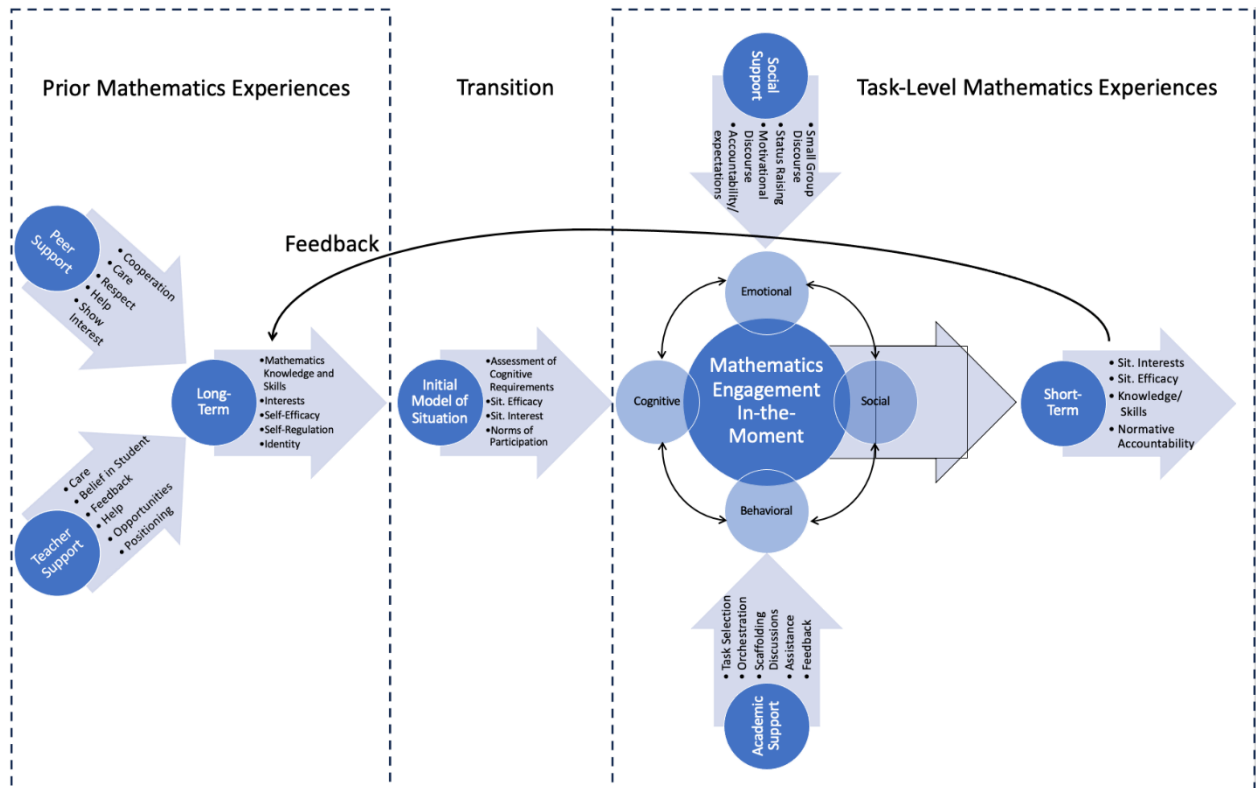 Prior Mathematics Experiences
Transition
Task-Level Mathematics Experiences
Peer
Support
• Cooperation
• Care
• Respect
• Help
• Show
Interest
Teacher
Support
• Care
• Belief in Student
• Feedback
• Help
• Opportunities
• Positioning
Feedback
Long-
Term
•Mathematics
Knowledge and
Skills
•Interests
•Self-Efficacy
•Self-Regulation
•Identity
Initial
Model of
Situation
•Assessment of
Cognitive
Requirements
•Sit. Efficacy
•Sit. Interest
•Norms of
Participation
Social
Support
• Small Group
Discourse
• Status Raising
• Motivational
Discourse
• Accountability/
expectations
Emotional
Cognitive
Mathematics
Engagement
In-the-
Moment
Social
Behavioral
• Task Selection
• Orchestration
• Scaffolding
Discussions
• Assistance
• Feedback
Academic
Support
Short-
Term
• Sit. Interests
• Sit. Efficacy
• Knowledge/
Skills
• Normative
Accountability